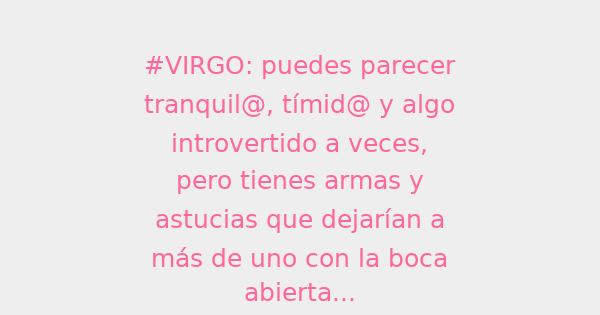 #VIRGO: puedes parecer
tranquil@, tímid@ y algo
introvertido a veces,
pero tienes armas y
astucias que dejarían a
más de uno con la boca
abierta...